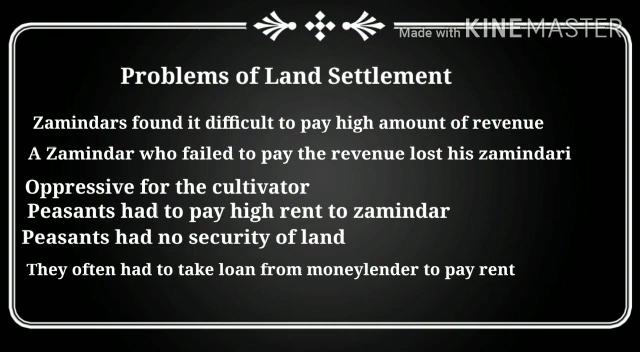 Made with KINEMASTER
Problems of Land Settlement
Zamindars found it difficult to pay high amount of revenue
A Zamindar who failed to pay the revenue lost his zamindari
Oppressive for the cultivator
Peasants had to pay high rent to zamindar
Peasants had no security of land
They often had to take loan from moneylender to pay rent